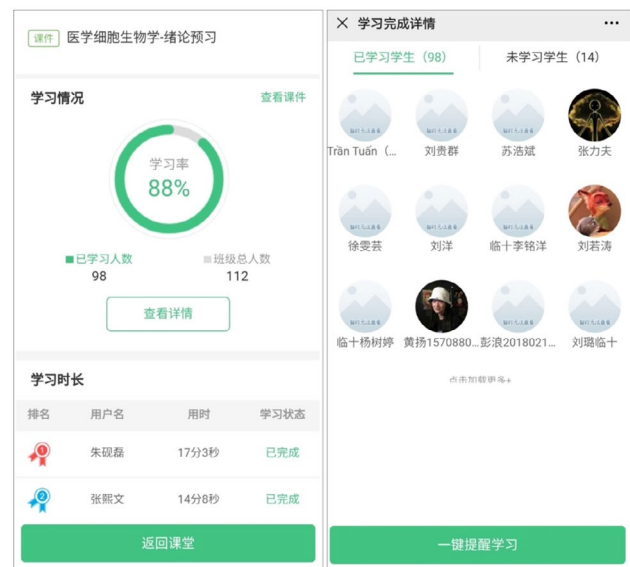 课件 医学细胞生物学-绪论预习
学习情况 查看课件
学习率
88%
已学习人数 班级总人数
98 112
查看详情
学习时长
排名 用户名 用时 学习状态
1 朱砚磊 17分3秒 已完成
2 张熙文 14分8秒 已完成
返回课堂
学习完成详情
已学习学生（98） 未学习学生（14）
Trần Tuấn（... 刘贵群 苏浩斌 张力夫
徐雯芸 刘洋 临十李铭洋 刘若涛
临十杨树婷 黄扬1570880... 彭浪2018021... 刘璐临十
点击加载更多+
一键提醒学习